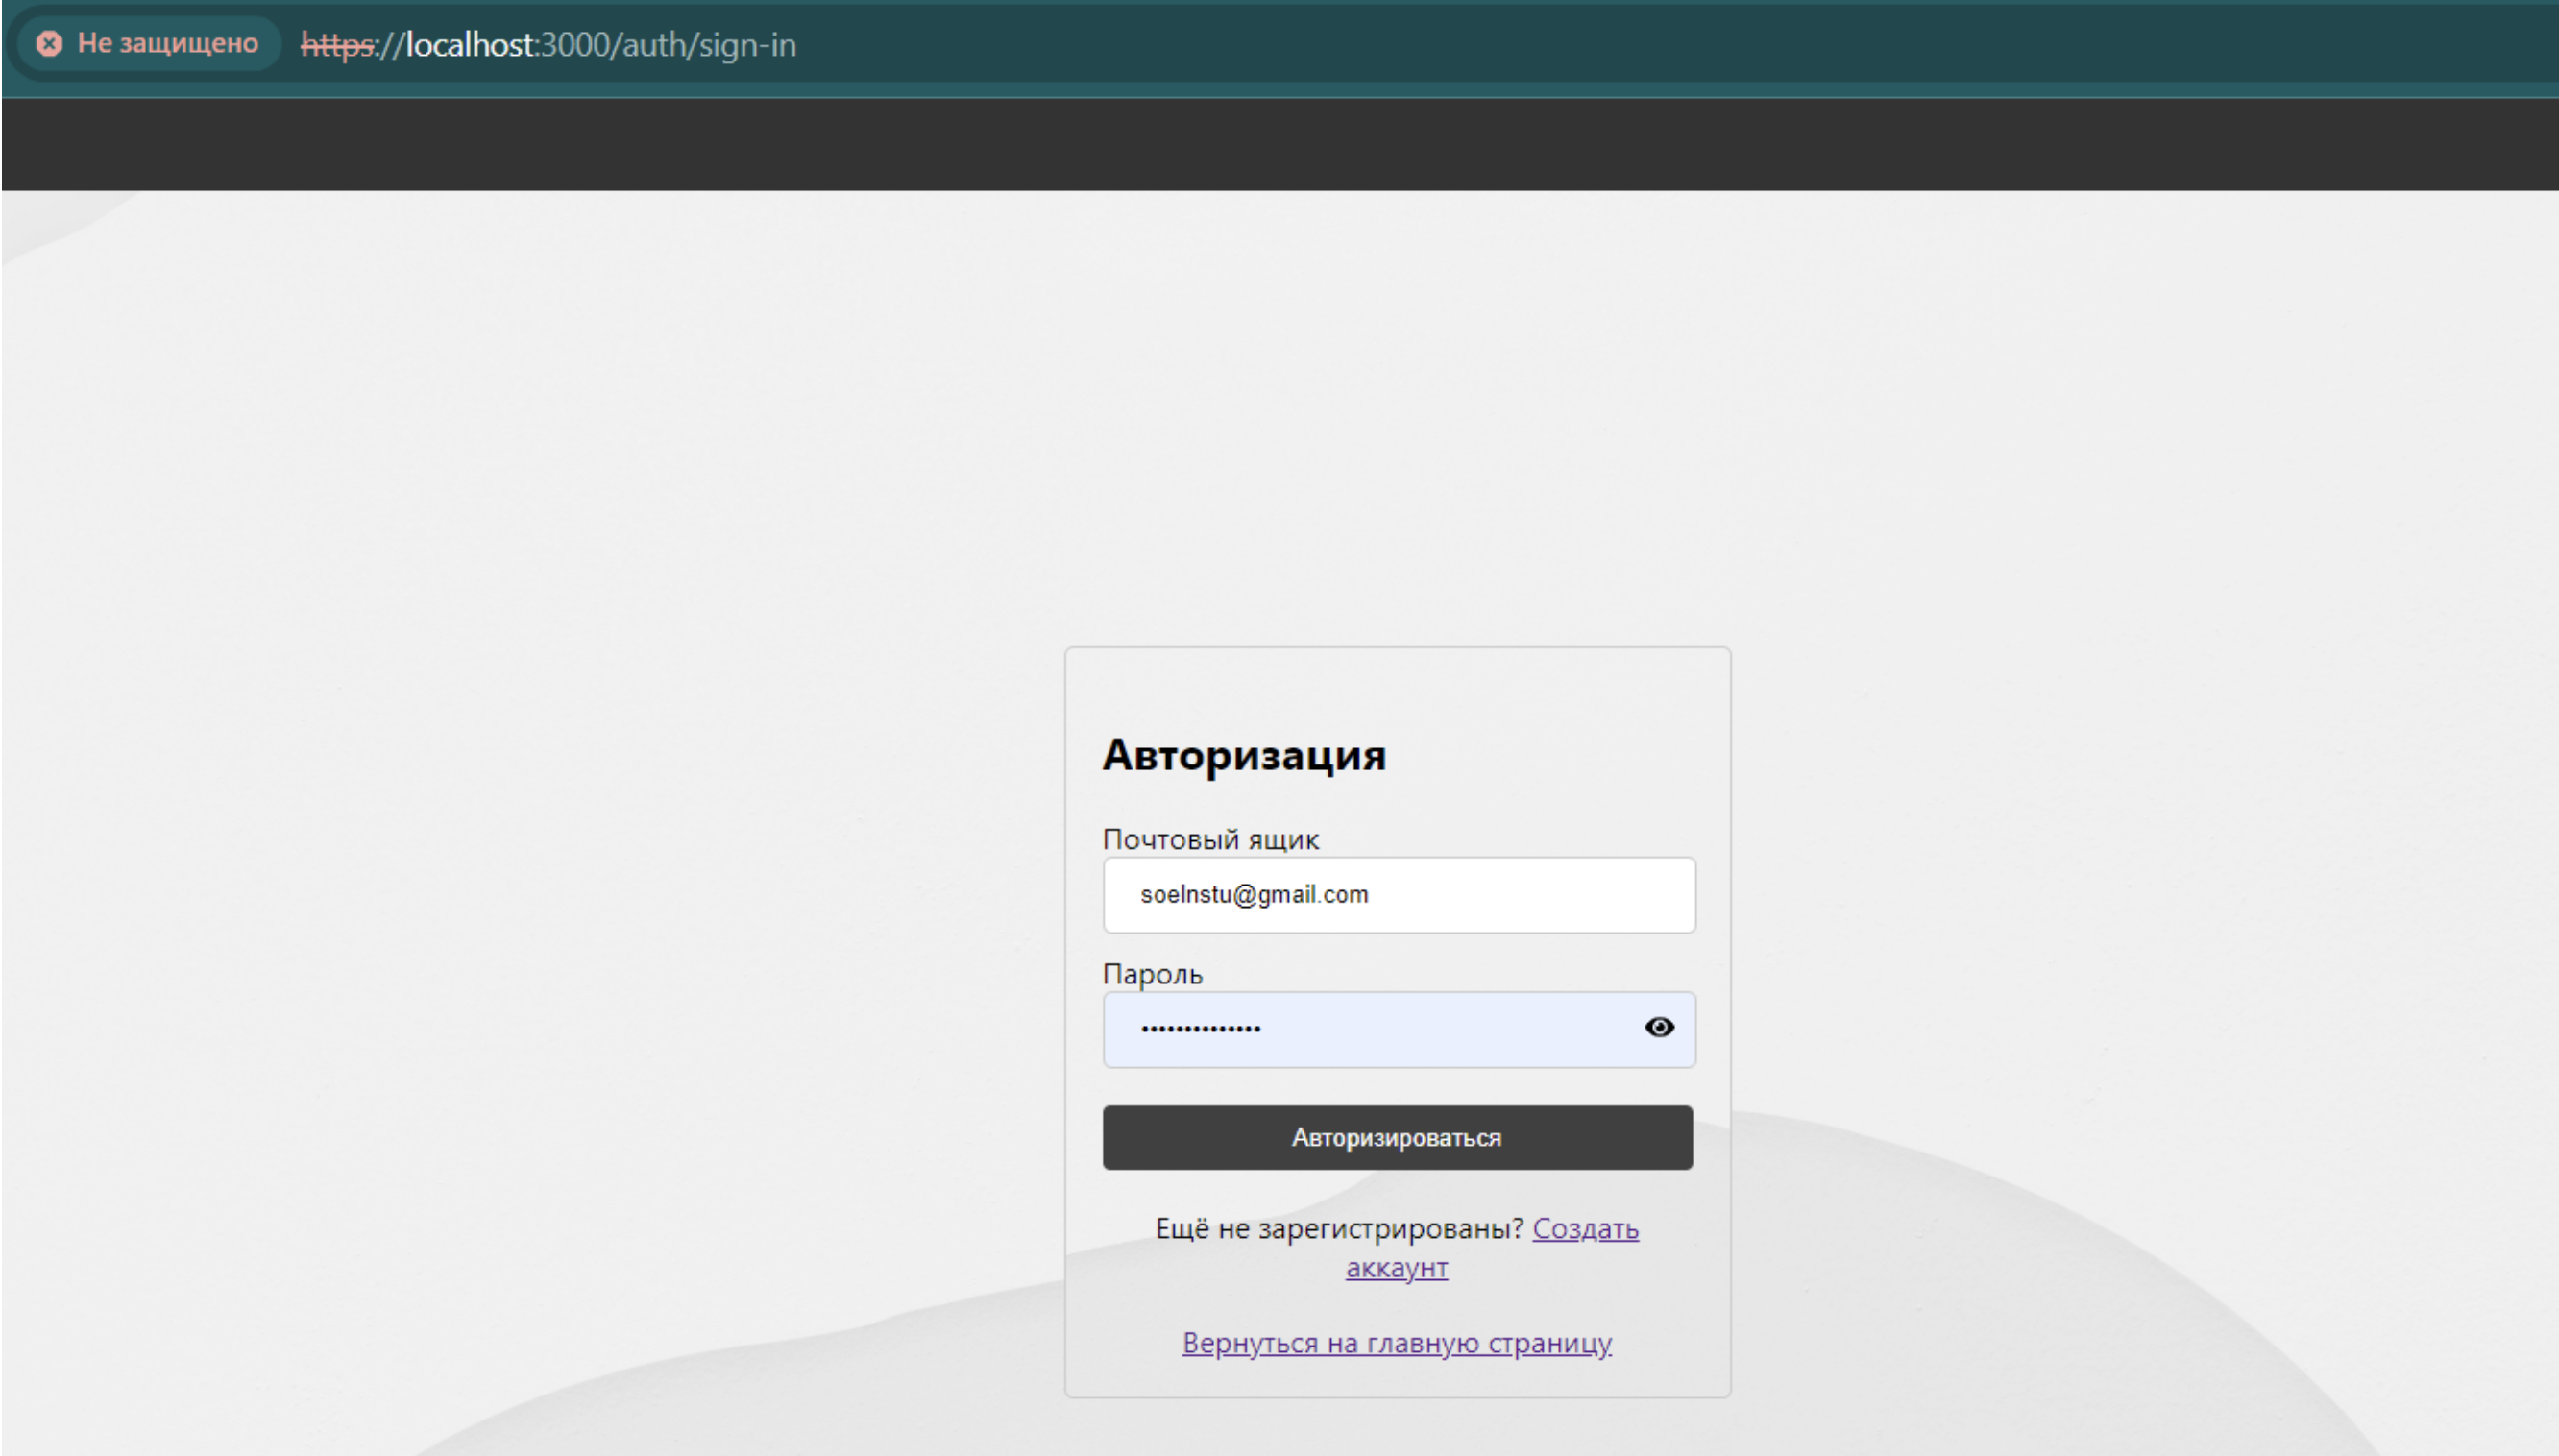 Не защищено https://localhost:3000/auth/sign-in
Авторизация
Почтовый ящик
soelnstu@gmail.com
Пароль
••••••••••••••
Авторизироваться
Ещё не зарегистрированы? Создать
аккаунт
Вернуться на главную страницу